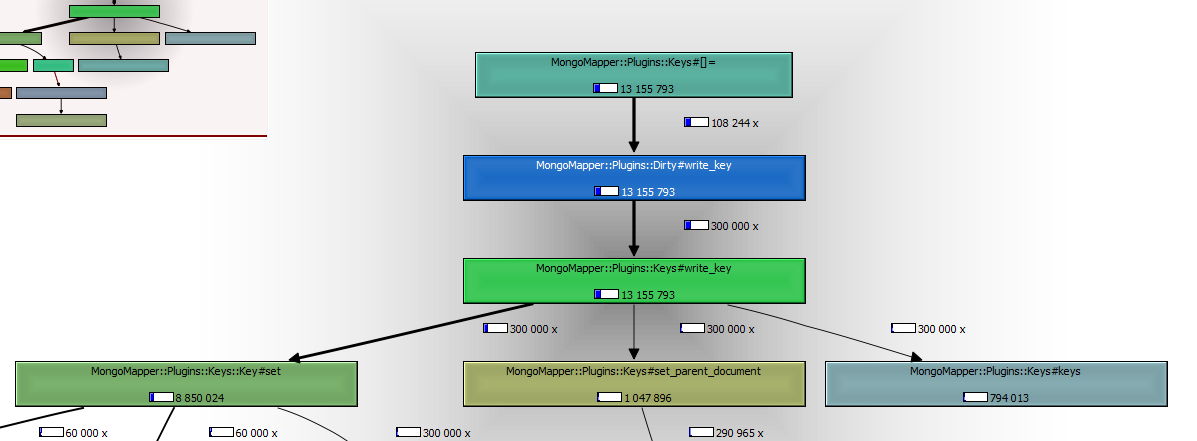 MongoMapper::Plugins::Keys#[]=
13 155 793
108 244 x
MongoMapper::Plugins::Dirty#write_key
13 155 793
300 000 x
MongoMapper::Plugins::Keys#write_key
13 155 793
300 000 x
300 000 x
300 000 x
MongoMapper::Plugins::Keys::Key#set
8 850 024
MongoMapper::Plugins::Keys#set_parent_document
1 047 896
MongoMapper::Plugins::Keys#keys
794 013
60 000 x
60 000 x
300 000 x
290 965 x